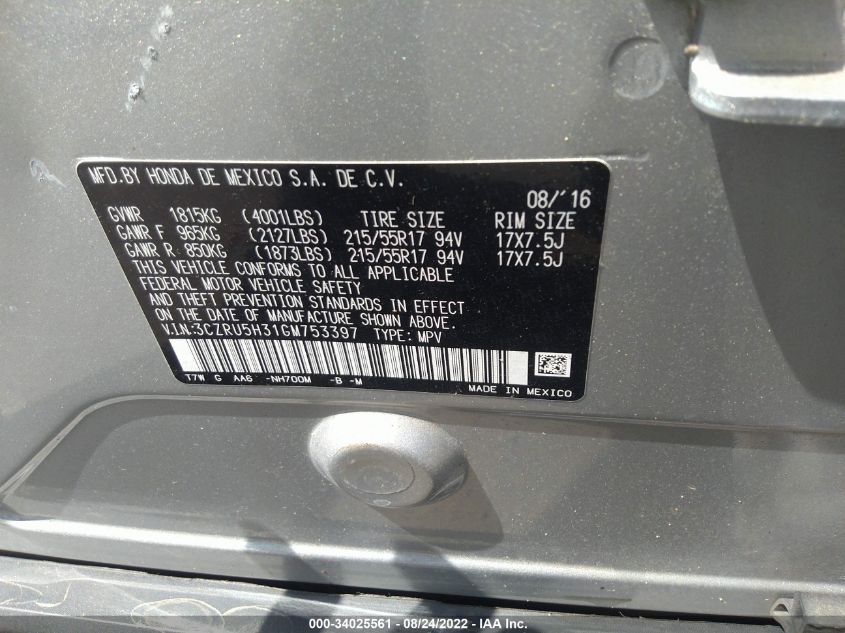 MFD.BY HONDA DE MEXICO S.A. DE C.V.
08/'16
GVWR 1815KG (4001LBS) TIRE SIZE RIM SIZE
GAWR F 965KG (2127LBS) 215/55R17 94V 17X7.5J
GAWR R 850KG (1873LBS) 215/55R17 94V 17X7.5J
THIS VEHICLE CONFORMS TO ALL APPLICABLE
FEDERAL MOTOR VEHICLE SAFETY
AND THEFT PREVENTION STANDARDS IN EFFECT
ON THE DATE OF MANUFACTURE SHOWN ABOVE.
V.I.N:3CZRU5H31GM753397 TYPE: MPV
T7W G AA6 -NH700M -B -M
MADE IN MEXICO
000-34025561 - 08/24/2022 - IAA Inc.